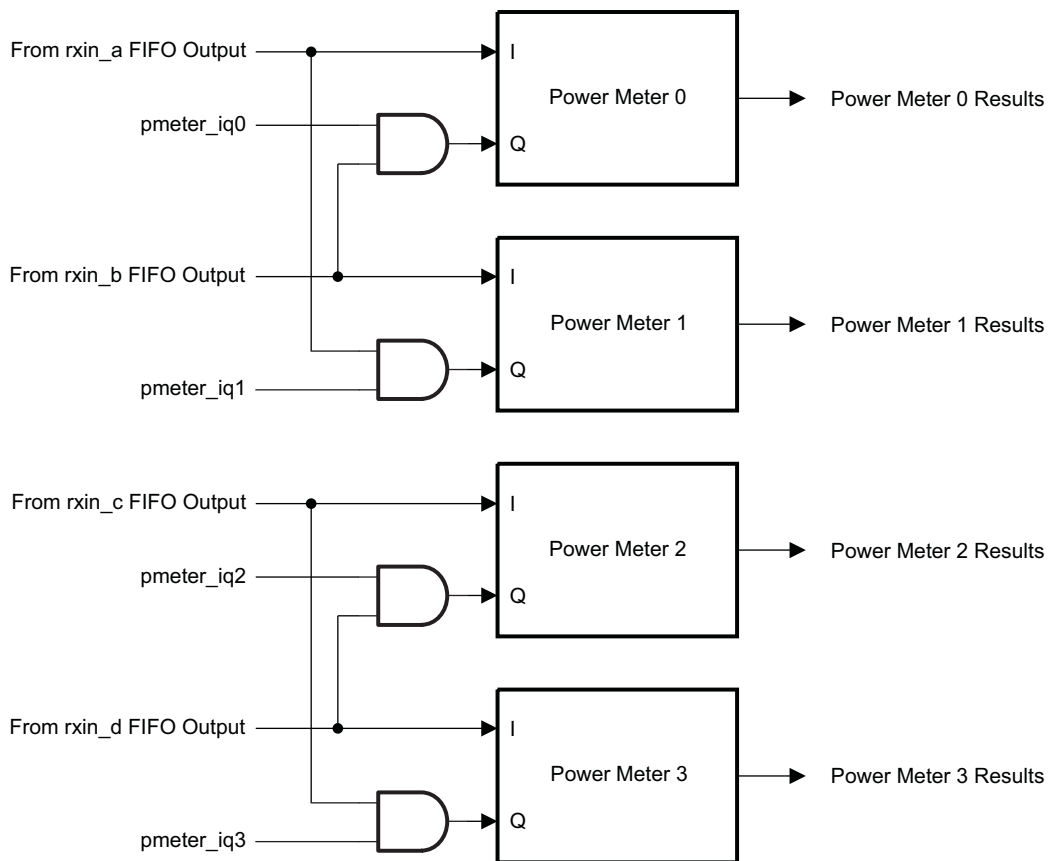 From rxin_a FIFO Output
I
Power Meter 0
Power Meter 0 Results
pmeter_iq0
Q
From rxin_b FIFO Output
I
Power Meter 1
Power Meter 1 Results
Q
pmeter_iq1
From rxin_c FIFO Output
I
Power Meter 2
Power Meter 2 Results
pmeter_iq2
Q
From rxin_d FIFO Output
I
Power Meter 3
Power Meter 3 Results
Q
pmeter_iq3